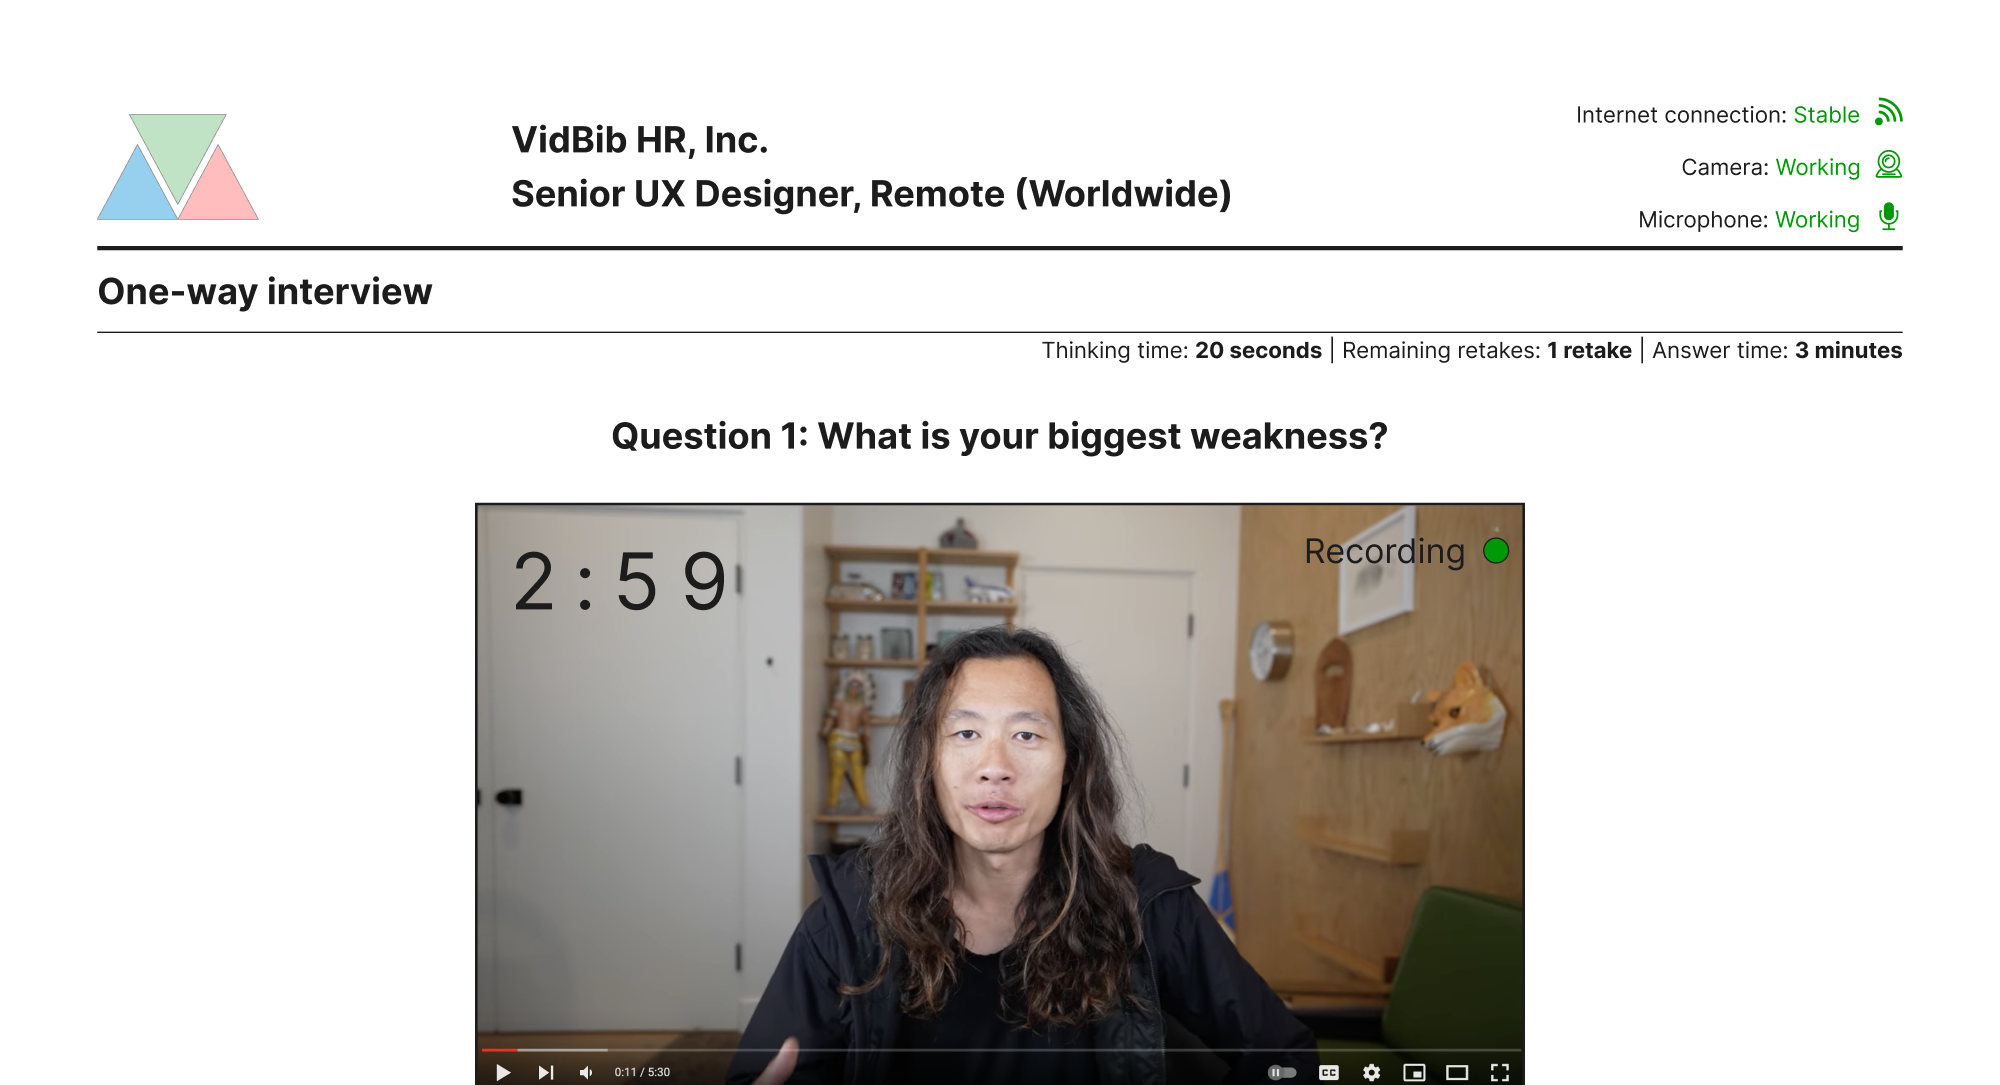 VidBib HR, Inc.
Senior UX Designer, Remote (Worldwide)
Internet connection: Stable
Camera: Working
Microphone: Working
One-way interview
Thinking time: 20 seconds | Remaining retakes: 1 retake | Answer time: 3 minutes
Question 1: What is your biggest weakness?
2:59
Recording
0:11 / 5:30
CC